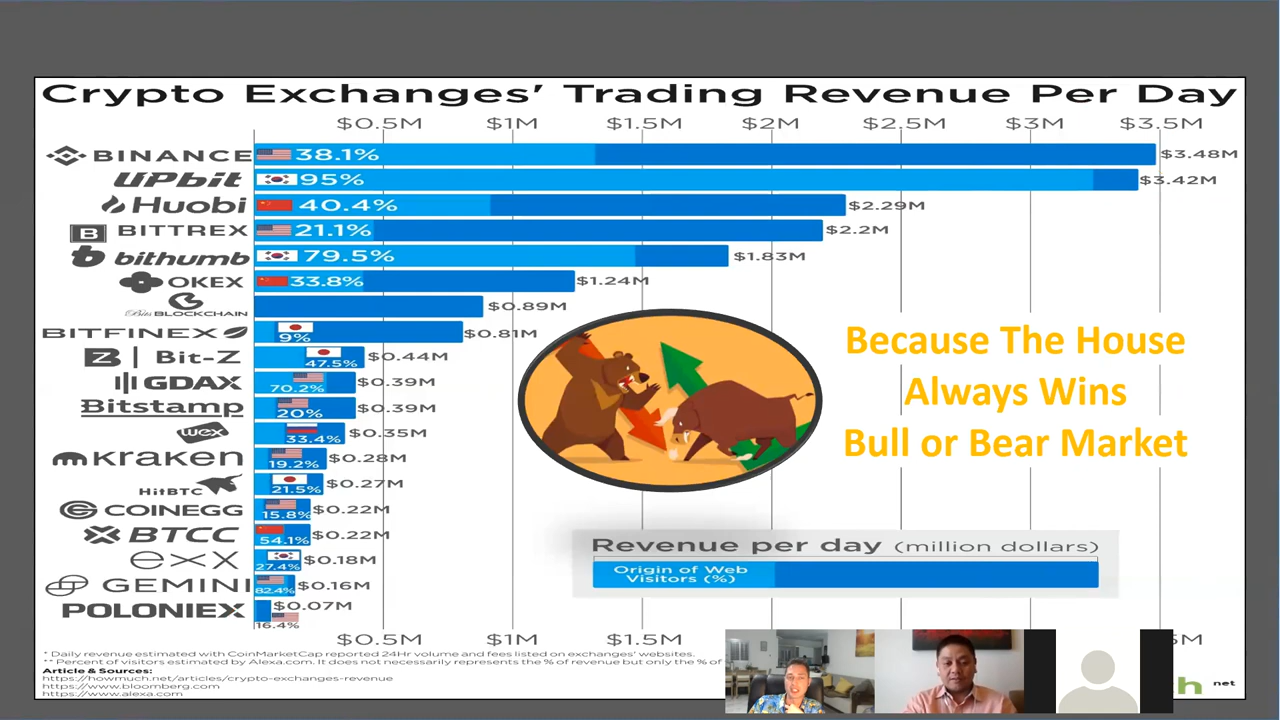 Crypto Exchanges' Trading Revenue Per Day
$0.5M $1M $1.5M $2M $2.5M $3M $3.5M
BINANCE 38.1% $3.48M
UPbit 95% $3.42M
Huobi 40.4% $2.29M
B BITTREX 21.1% $2.2M
bithumb 79.5% $1.83M
OKEX 33.8% $1.24M
Bits BLOCKCHAIN $0.89M
BITFINEX 9% $0.81M
Z | Bit-Z 47.5% $0.44M
GDAX 70.2% $0.39M
Bitstamp 20% $0.39M
wex 33.4% $0.35M
kraken 19.2% $0.28M
HitBTC 21.5% $0.27M
COINEGG 15.8% $0.22M
BTCC 54.1% $0.22M
exx 27.4% $0.18M
GEMINI 82.4% $0.16M
POLONIEX $0.07M
16.4%
Because The House
Always Wins
Bull or Bear Market
Revenue per day (million dollars)
Origin of Web
Visitors (%)
$0.5M $1M $1.5M
* Daily revenue estimated with CoinMarketCap reported 24Hr volume and fees listed on exchanges' websites.
** Percent of visitors estimated by Alexa.com. It does not necessarily represents the % of revenue but only the % of
Article & Sources:
https://howmuch.net/articles/crypto-exchanges-revenue
https://www.bloomberg.com
https://www.alexa.com
net